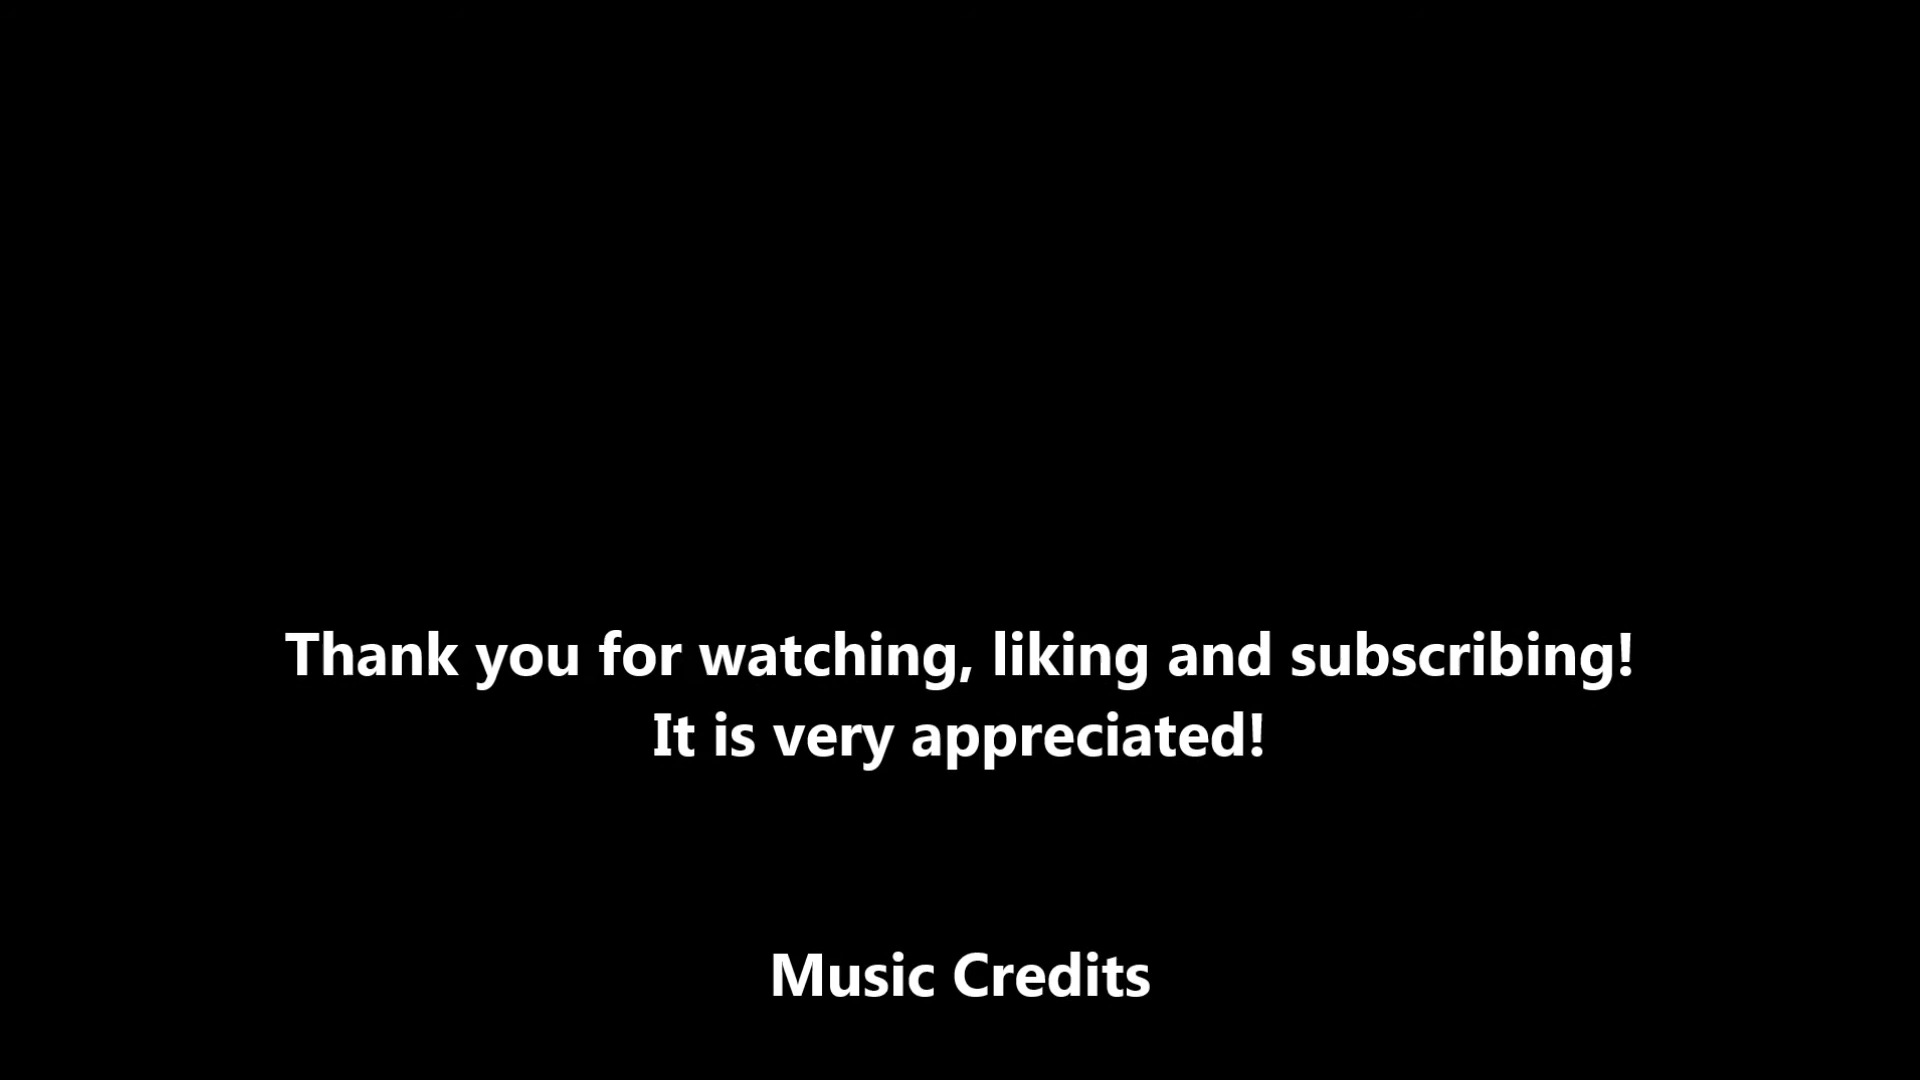 Thank you for watching, liking and subscribing!
It is very appreciated!
Music Credits